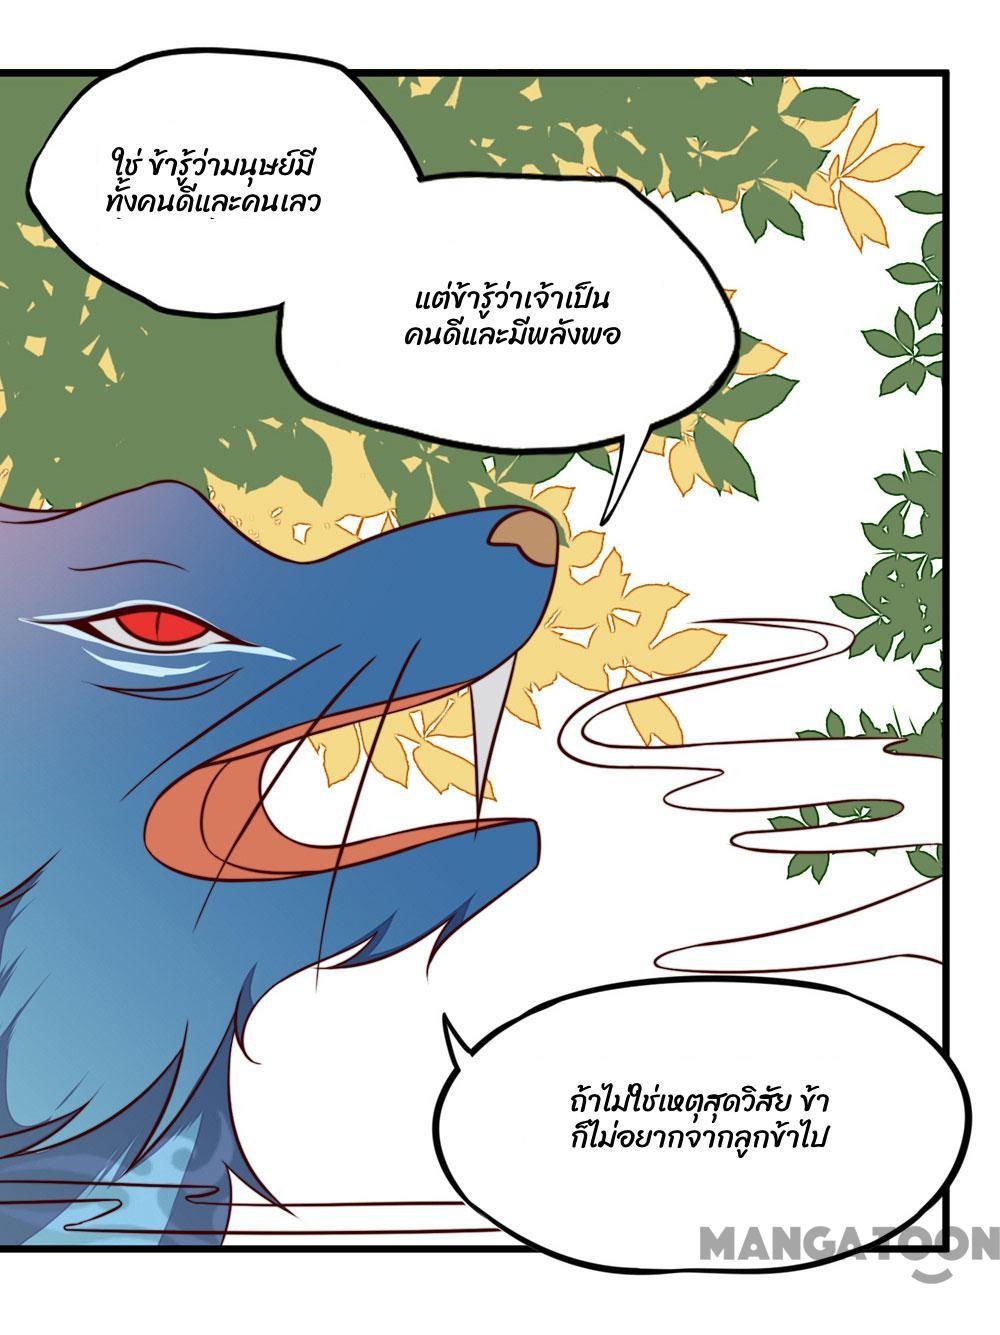 ใช่ ข้ารู้ว่ามนุษย์มี
ทั้งคนดีและคนเลว
แต่ข้ารู้ว่าเจ้าเป็น
คนดีและมีพลังพอ
ถ้าไม่ใช่เหตุสุดวิสัย ข้า
ก็ไม่อยากจากลูกข้าไป
MANGATOON